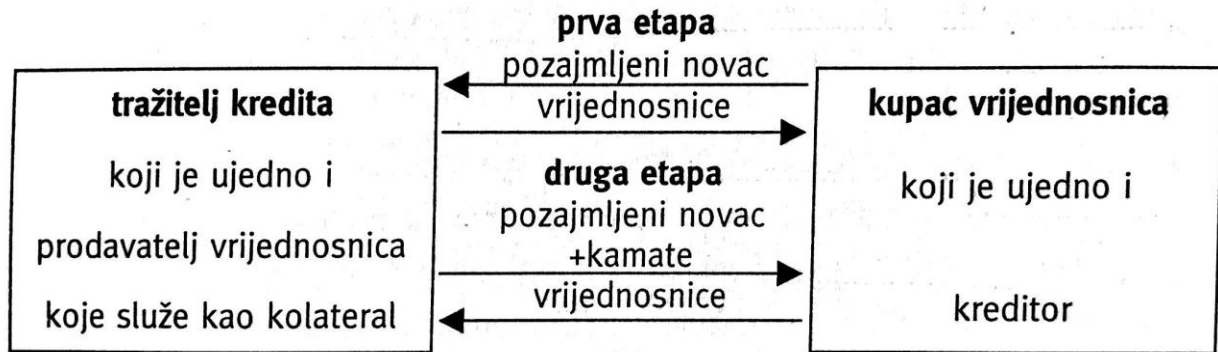 prva etapa
pozajmljeni novac
vrijednosnice
druga etapa
pozajmljeni novac
+kamate
vrijednosnice
tražitelj kredita
koji je ujedno i
prodavatelj vrijednosnica
koje služe kao kolateral
kupac vrijednosnica
koji je ujedno i
kreditor